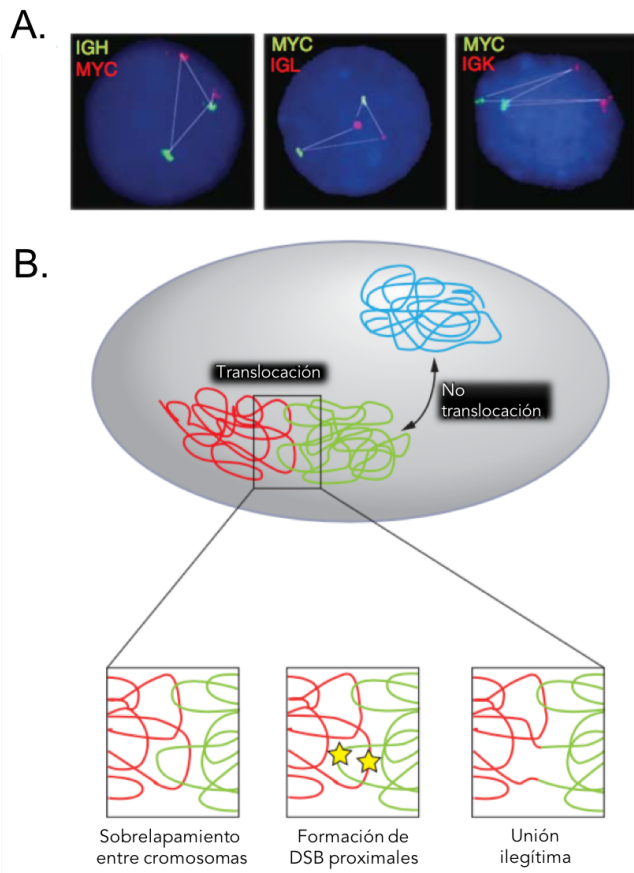 A.
IGH
MYC
MYC
IGL
MYC
IGK
B.
Translocación
No
translocación
Sobrelapamiento
entre cromosomas
Formación de
DSB proximales
Unión
ilegítima